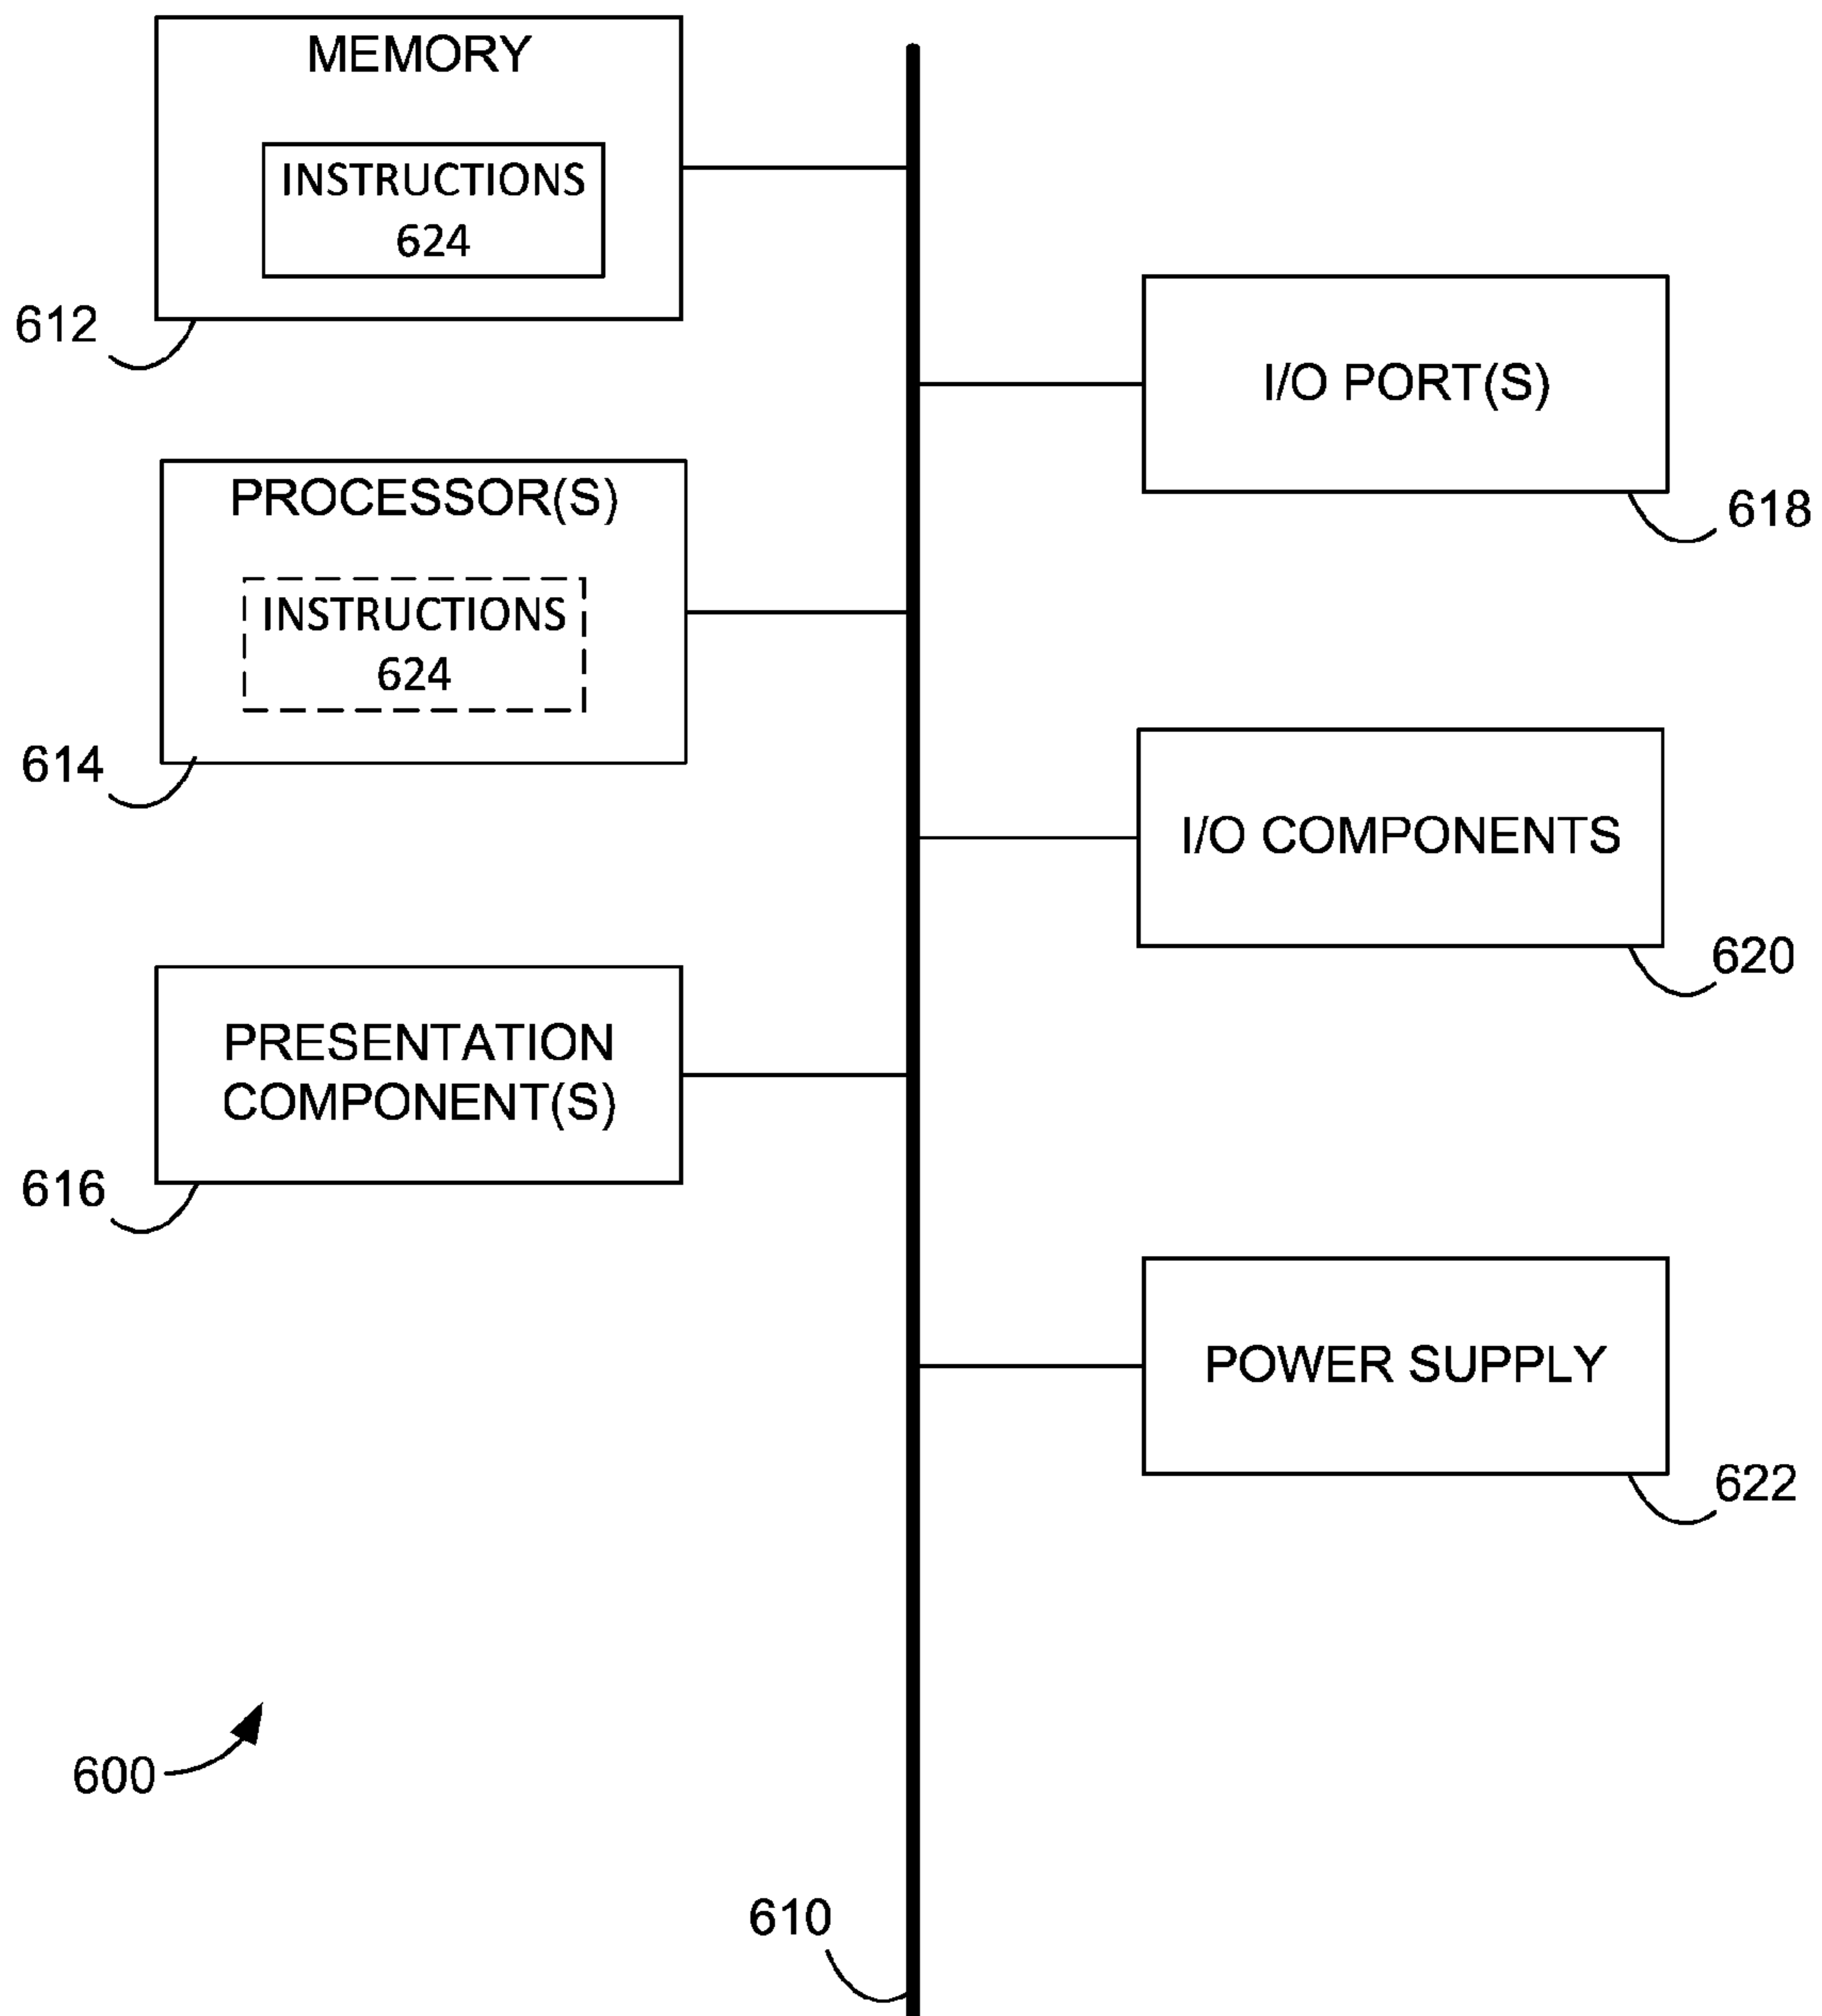 MEMORY
INSTRUCTIONS
624
612
I/O PORT(S)
618
PROCESSOR(S)
INSTRUCTIONS
624
614
I/O COMPONENTS
620
PRESENTATION
COMPONENT(S)
616
POWER SUPPLY
622
600
610